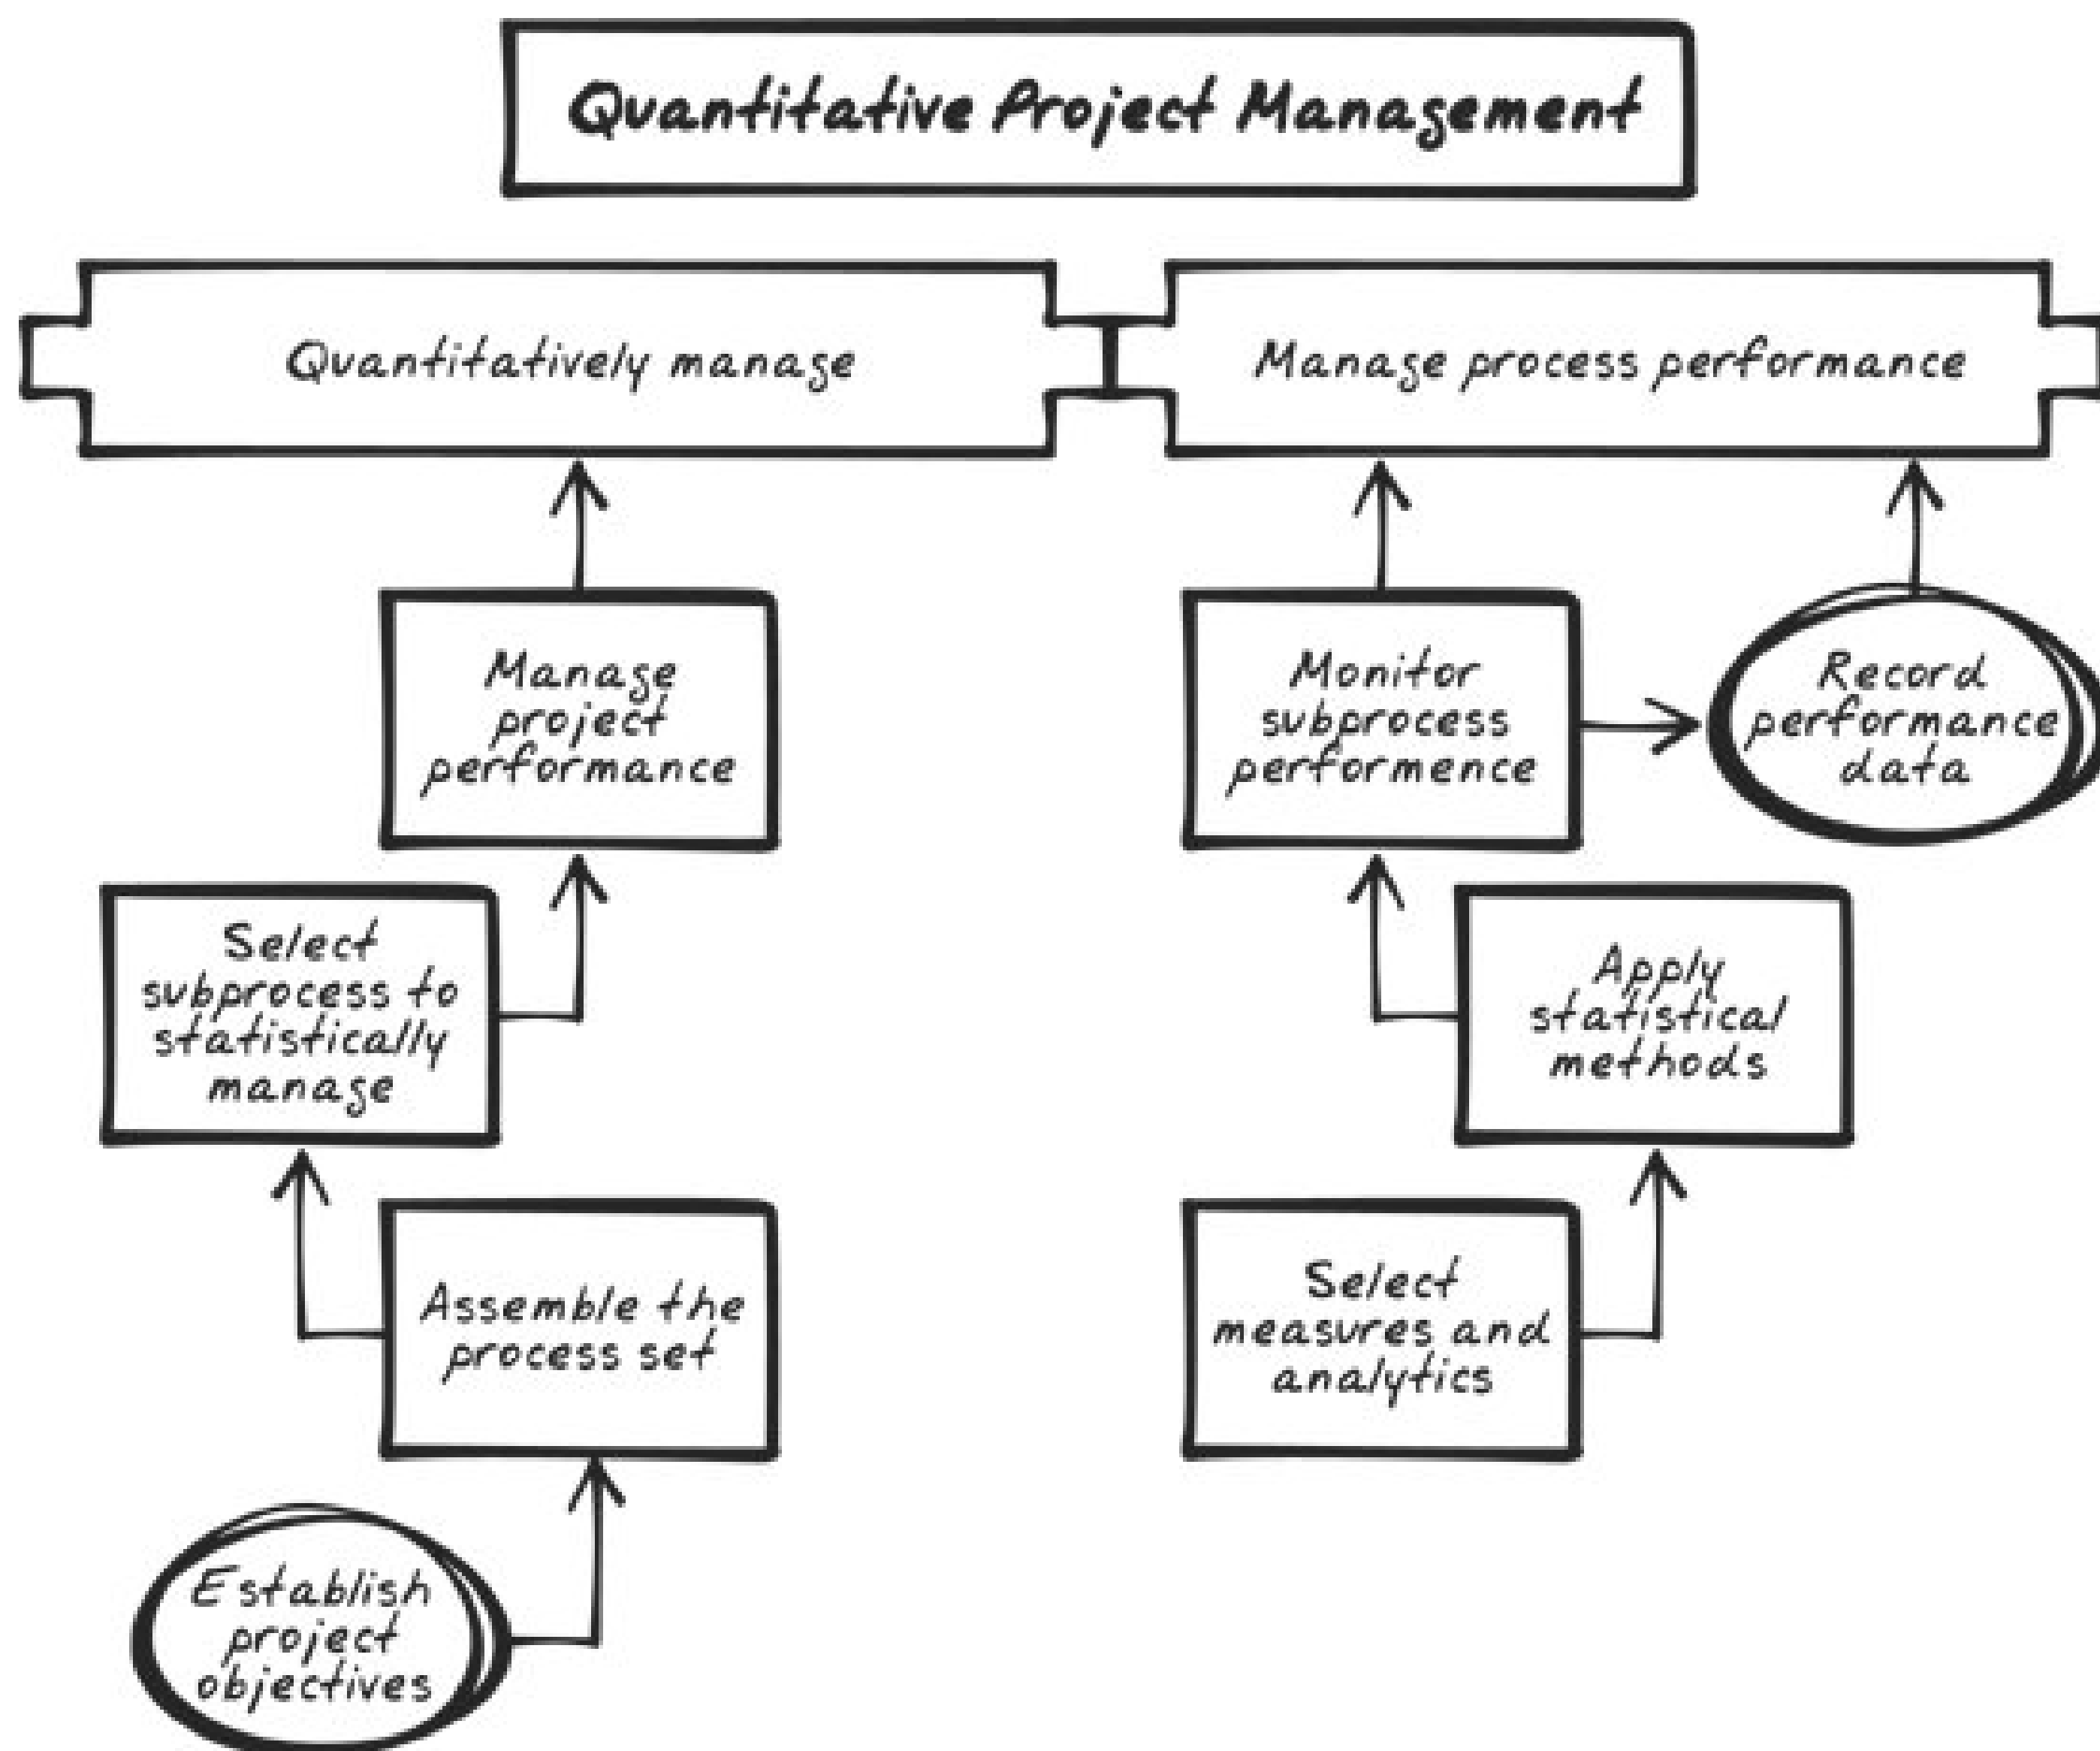 Quantitative Project Management
Quantitatively manage
Manage process performance
Manage
project
performance
Monitor
subprocess
performence
Record
performance
data
Select
subprocess to
statistically
manage
Apply
statistical
methods
Assemble the
process set
Select
measures and
analytics
Establish
project
objectives